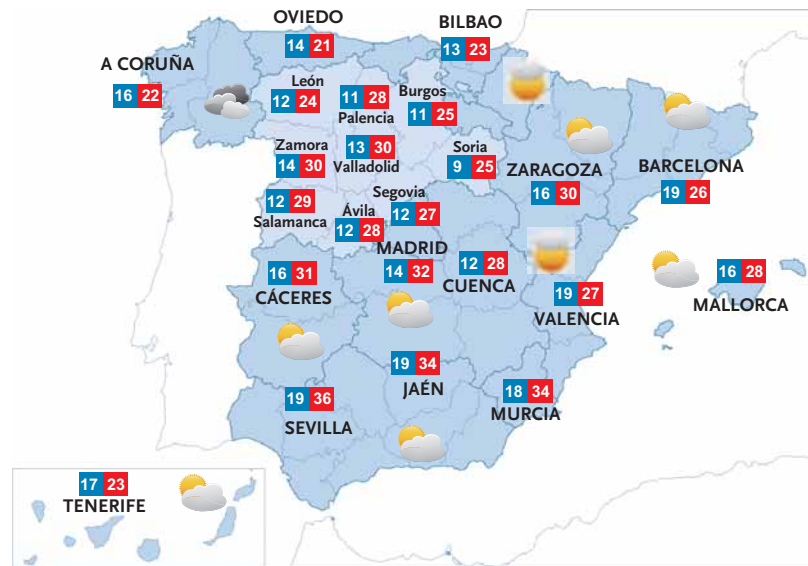 OVIEDO
14 21
BILBAO
13 23
A CORUÑA
16 22
León
12 24
11 28
Palencia
Burgos
11 25
Zamora
14 30
13 30
Valladolid
Soria
9 25
ZARAGOZA
16 30
BARCELONA
19 26
12 29
Salamanca
Segovia
12 27
Ávila
12 28
MADRID
14 32
12 28
CUENCA
16 31
CÁCERES
19 27
VALENCIA
16 28
MALLORCA
19 34
JAÉN
18 34
MURCIA
19 36
SEVILLA
17 23
TENERIFE